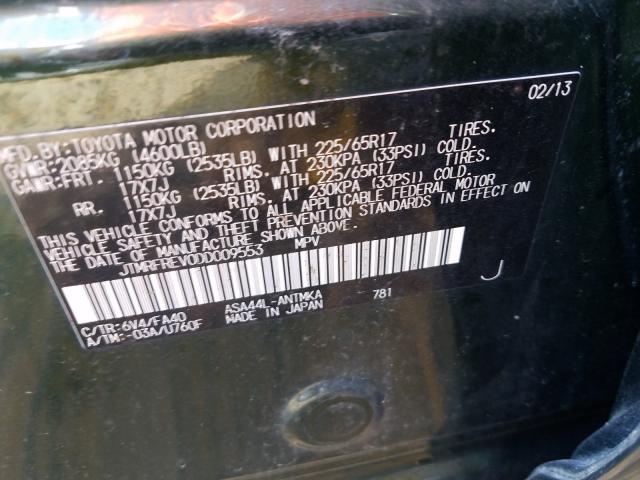 02/13
MFD.BY:TOYOTA MOTOR CORPORATION
GVWR:2085KG (4600LB)
GAWR:FRT. 1150KG (2535LB) WITH 225/65R17 TIRES.
17X7J RIMS. AT 230KPA (33PSI) COLD.
RR. 1150KG (2535LB) WITH 225/65R17 TIRES.
17X7J RIMS. AT 230KPA (33PSI) COLD.
THIS VEHICLE CONFORMS TO ALL APPLICABLE FEDERAL MOTOR
VEHICLE SAFETY AND THEFT PREVENTION STANDARDS IN EFFECT ON
THE DATE OF MANUFACTURE SHOWN ABOVE.
JTMRFREV0DD009553 MPV
J
C/TR:6V4/FA40 ASA44L-ANTMKA 781
A/TM:-03A/U760F MADE IN JAPAN